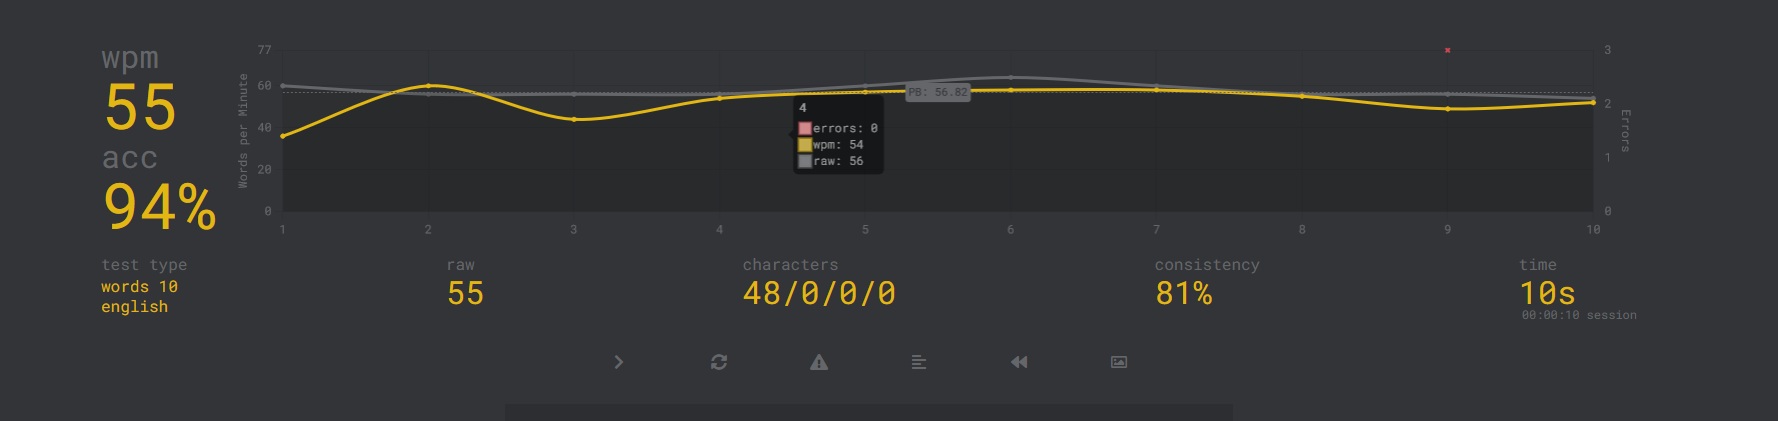 wpm
55
acc
94%
Words per Minute
77
60
40
20
0
1 2 3 4 5 6 7 8 9 10
3
2
1
0
Errors
PB: 56.82
4
errors: 0
wpm: 54
raw: 56
test type
words 10
english
raw
55
characters
48/0/0/0
consistency
81%
time
10s
00:00:10 session